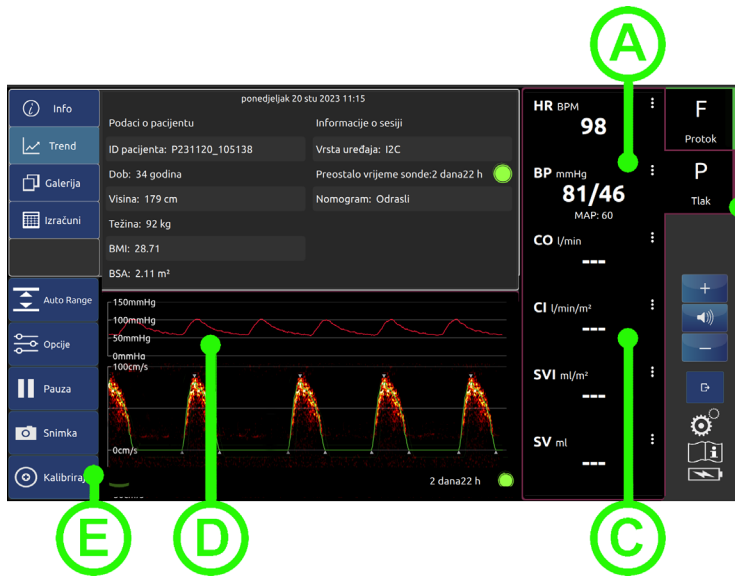 A
ponedjeljak 20 stu 2023 11:15
Info
Trend
Galerija
Izračuni
Podaci o pacijentu
ID pacijenta: P231120_105138
Dob: 34 godina
Visina: 179 cm
Težina: 92 kg
BMI: 28.71
BSA: 2.11 m²
Informacije o sesiji
Vrsta uređaja: I2C
Preostalo vrijeme sonde:2 dana22 h
Nomogram: Odrasli
HR BPM
98
BP mmHg
81/46
MAP: 60
CO l/min
---
CI l/min/m²
---
SVI ml/m²
---
SV ml
---
F
Protok
P
Tlak
+
−
Auto Range
Opcije
Pauza
Snimka
Kalibriraj
150mmHg
100mmHg
50mmHg
0mmHg
100cm/s
0cm/s
2 dana22 h
E
D
C